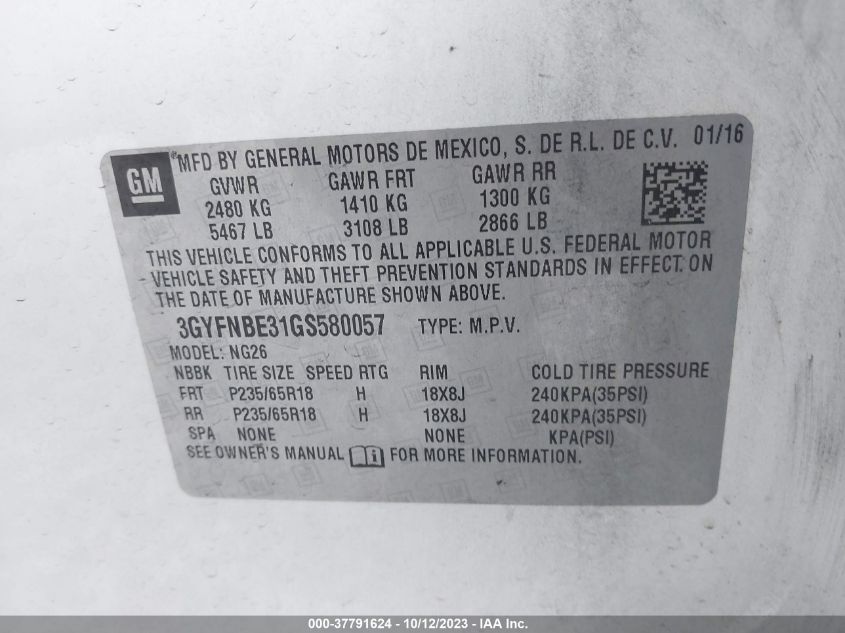 GM ® MFD BY GENERAL MOTORS DE MEXICO, S. DE R.L. DE C.V. 01/16
GVWR GAWR FRT GAWR RR
2480 KG 1410 KG 1300 KG
5467 LB 3108 LB 2866 LB
THIS VEHICLE CONFORMS TO ALL APPLICABLE U.S. FEDERAL MOTOR
VEHICLE SAFETY AND THEFT PREVENTION STANDARDS IN EFFECT ON
THE DATE OF MANUFACTURE SHOWN ABOVE.
3GYFNBE31GS580057 TYPE: M.P.V.
MODEL: NG26
NBBK TIRE SIZE SPEED RTG RIM COLD TIRE PRESSURE
FRT P235/65R18 H 18X8J 240KPA(35PSI)
RR P235/65R18 H 18X8J 240KPA(35PSI)
SPA NONE NONE KPA(PSI)
SEE OWNER'S MANUAL FOR MORE INFORMATION.
000-37791624 - 10/12/2023 - IAA Inc.